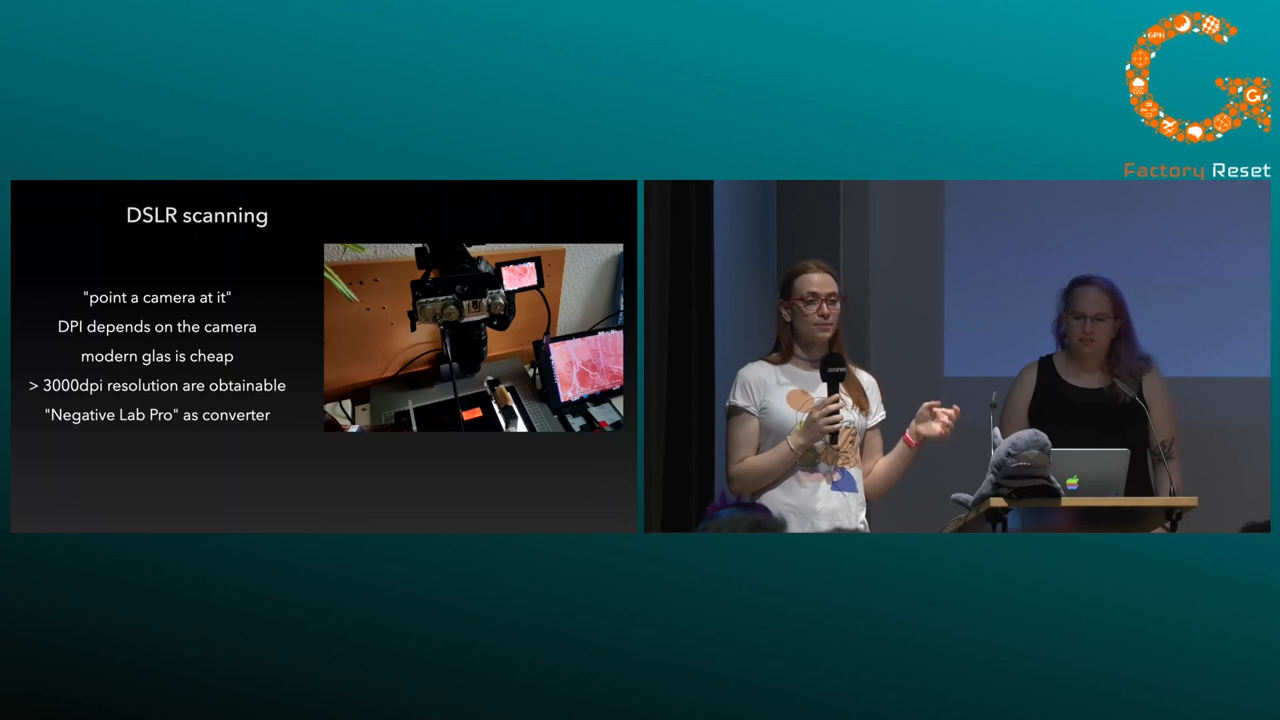 GPN
Factory Reset
DSLR scanning
"point a camera at it"
DPI depends on the camera
modern glas is cheap
> 3000dpi resolution are obtainable
"Negative Lab Pro" as converter